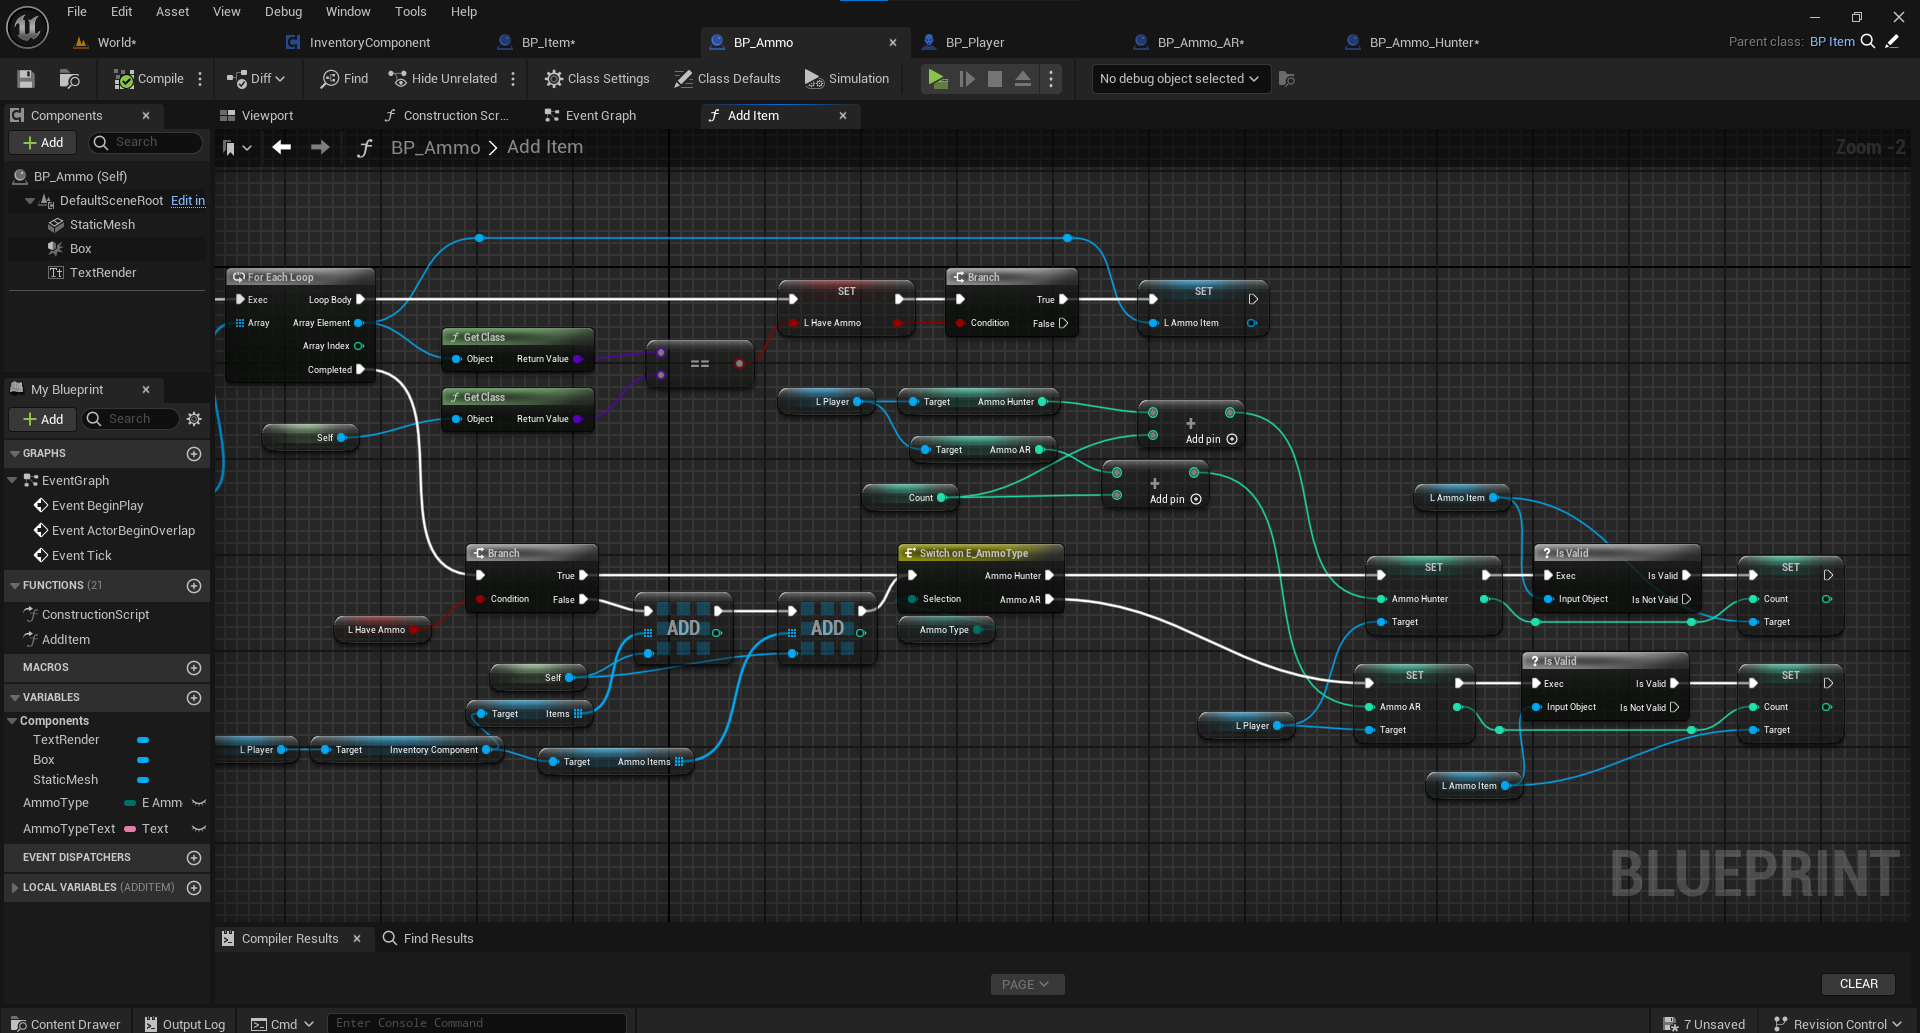 File Edit Asset View Debug Window Tools Help
World* InventoryComponent BP_Item* BP_Ammo BP_Player BP_Ammo_AR* BP_Ammo_Hunter* Parent class: BP Item
Compile Diff Find Hide Unrelated Class Settings Class Defaults Simulation No debug object selected
Components
Viewport Construction Scr... Event Graph Add Item
Add Search
BP_Ammo > Add Item Zoom -2
BP_Ammo (Self)
DefaultSceneRoot Edit in
StaticMesh
Box
TextRender
My Blueprint
Add Search
GRAPHS
EventGraph
Event BeginPlay
Event ActorBeginOverlap
Event Tick
FUNCTIONS (21
ConstructionScript
AddItem
MACROS
VARIABLES
Components
TextRender
Box
StaticMesh
AmmoType E Amm
AmmoTypeText Text
EVENT DISPATCHERS
LOCAL VARIABLES (ADDITEM)
For Each Loop
Exec Loop Body
Array Array Element
Array Index
Completed
Get Class
Object Return Value
Get Class
Object Return Value
Self
==
SET
L Have Ammo
Branch
True
Condition False
SET
L Ammo Item
L Player
Target Ammo Hunter
Target Ammo AR
Count
+
Add pin
+
Add pin
Branch
True
Condition False
L Have Ammo
ADD
ADD
Self
Target Items
L Player
Target Inventory Component
Target Ammo Items
Switch on E_AmmoType
Ammo Hunter
Selection Ammo AR
Ammo Type
L Ammo Item
SET
Ammo Hunter
Target
? Is Valid
Exec Is Valid
Input Object Is Not Valid
SET
Count
Target
L Player
SET
Ammo AR
Target
? Is Valid
Exec Is Valid
Input Object Is Not Valid
SET
Count
Target
L Ammo Item
BLUEPRINT
Compiler Results Find Results
PAGE
CLEAR
Content Drawer Output Log Cmd Enter Console Command 7 Unsaved Revision Control